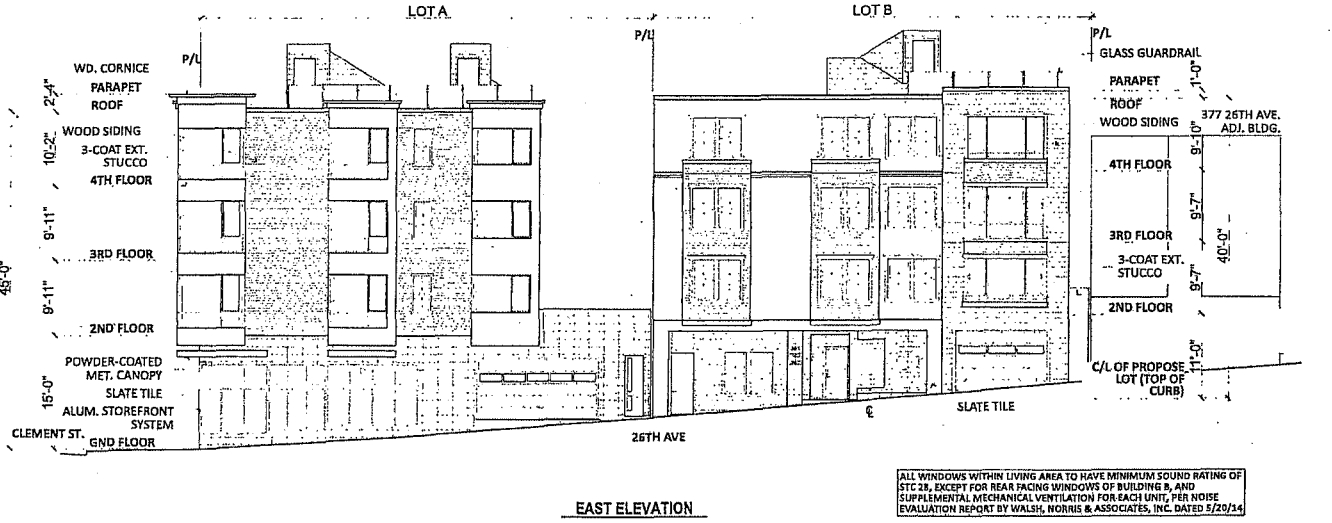 LOT A
LOT B
P/L
P/L
P/L
WD. CORNICE
PARAPET
ROOF
WOOD SIDING
3-COAT EXT.
STUCCO
4TH FLOOR
3RD FLOOR
2ND FLOOR
POWDER-COATED
MET. CANOPY
SLATE TILE
ALUM. STOREFRONT
SYSTEM
CLEMENT ST.
GND FLOOR
2'-4"
10'-2"
9'-11"
9'-11"
15'-0"
45'-0"
GLASS GUARDRAIL
PARAPET
ROOF
WOOD SIDING
377 26TH AVE.
ADJ. BLDG.
4TH FLOOR
3RD FLOOR
3-COAT EXT.
STUCCO
2ND FLOOR
C/L OF PROPOSE
LOT (TOP OF
CURB)
1'-0"
9'-10"
9'-7"
9'-7"
11'-0"
40'-0"
SLATE TILE
26TH AVE
EAST ELEVATION
ALL WINDOWS WITHIN LIVING AREA TO HAVE MINIMUM SOUND RATING OF
STC 28, EXCEPT FOR REAR FACING WINDOWS OF BUILDING B, AND
SUPPLEMENTAL MECHANICAL VENTILATION FOR EACH UNIT, PER NOISE
EVALUATION REPORT BY WALSH, NORRIS & ASSOCIATES, INC. DATED 5/20/14